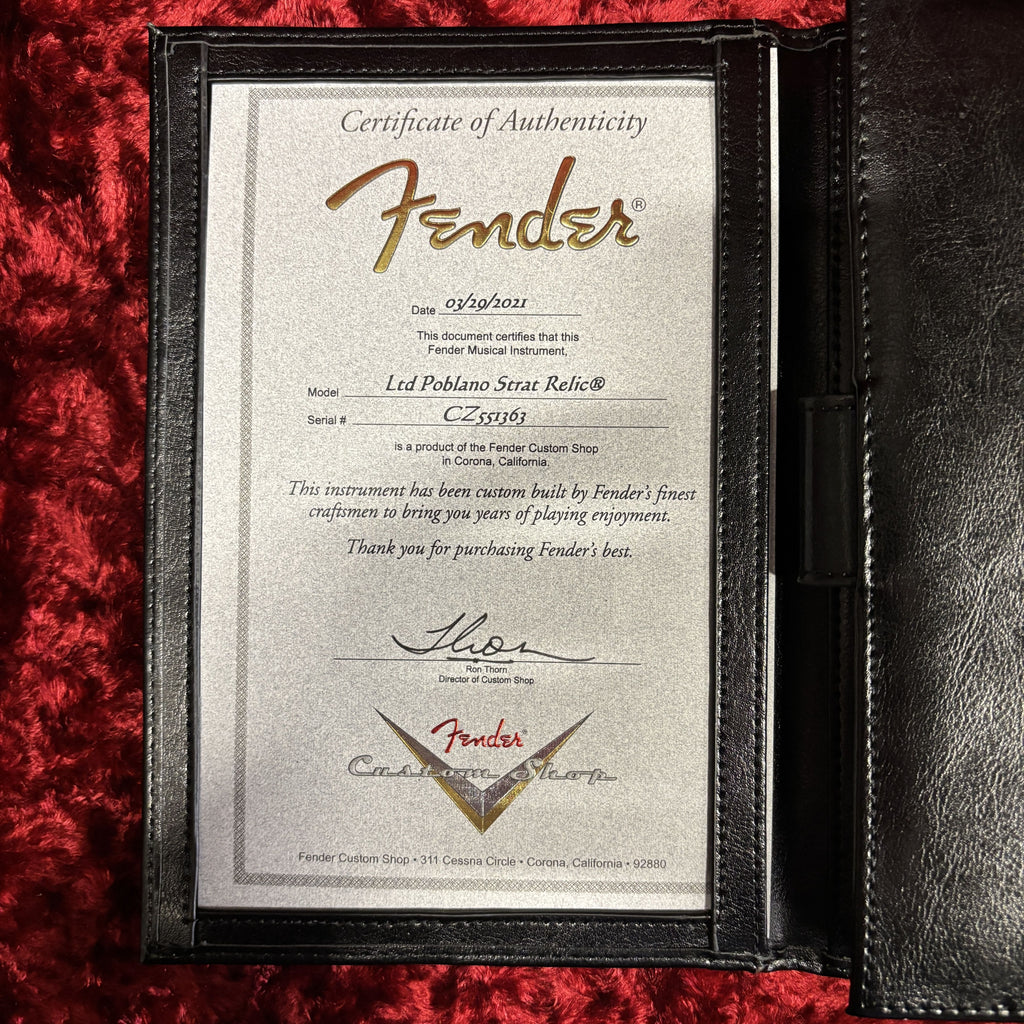 Certificate of Authenticity
Fender®
Date 03/29/2021
This document certifies that this
Fender Musical Instrument,
Model Ltd Poblano Strat Relic®
Serial # CZ551363
is a product of the Fender Custom Shop
in Corona, California.
This instrument has been custom built by Fender's finest
craftsmen to bring you years of playing enjoyment.
Thank you for purchasing Fender's best.
Thorn
Ron Thorn
Director of Custom Shop
Fender®
Custom Shop
Fender Custom Shop • 311 Cessna Circle • Corona, California • 92880